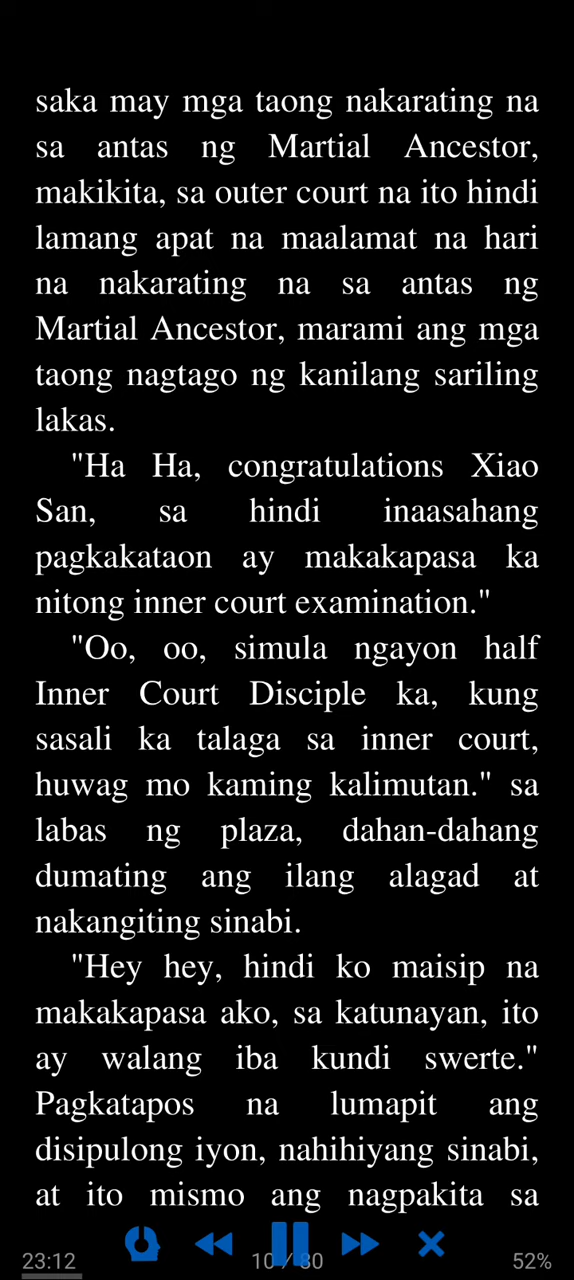 saka may mga taong nakarating na
sa antas ng Martial Ancestor,
makikita, sa outer court na ito hindi
lamang apat na maalamat na hari
na nakarating na sa antas ng
Martial Ancestor, marami ang mga
taong nagtago ng kanilang sariling
lakas.
"Ha Ha, congratulations Xiao
San, sa hindi inaasahang
pagkakataon ay makakapasa ka
nitong inner court examination."
"Oo, oo, simula ngayon half
Inner Court Disciple ka, kung
sasali ka talaga sa inner court,
huwag mo kaming kalimutan." sa
labas ng plaza, dahan-dahang
dumating ang ilang alagad at
nakangiting sinabi.
"Hey hey, hindi ko maisip na
makakapasa ako, sa katunayan, ito
ay walang iba kundi swerte."
Pagkatapos na lumapit ang
disipulong iyon, nahihiyang sinabi,
at ito mismo ang nagpakita sa
23:12 10 / 80 52%